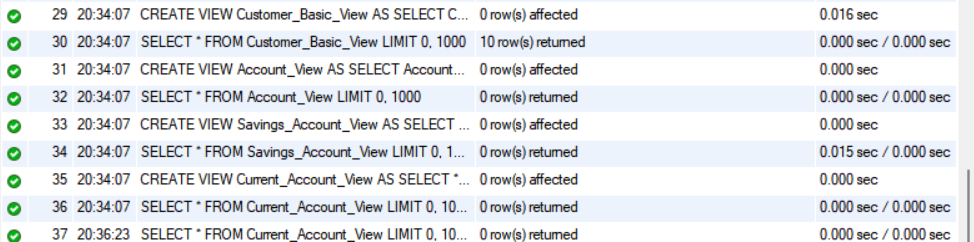 29 20:34:07 CREATE VIEW Customer_Basic_View AS SELECT C... 0 row(s) affected 0.016 sec
30 20:34:07 SELECT * FROM Customer_Basic_View LIMIT 0, 1000 10 row(s) returned 0.000 sec / 0.000 sec
31 20:34:07 CREATE VIEW Account_View AS SELECT Account... 0 row(s) affected 0.000 sec
32 20:34:07 SELECT * FROM Account_View LIMIT 0, 1000 0 row(s) returned 0.000 sec / 0.000 sec
33 20:34:07 CREATE VIEW Savings_Account_View AS SELECT ... 0 row(s) affected 0.000 sec
34 20:34:07 SELECT * FROM Savings_Account_View LIMIT 0, 1... 0 row(s) returned 0.015 sec / 0.000 sec
35 20:34:07 CREATE VIEW Current_Account_View AS SELECT *... 0 row(s) affected 0.000 sec
36 20:34:07 SELECT * FROM Current_Account_View LIMIT 0, 10... 0 row(s) returned 0.000 sec / 0.000 sec
37 20:36:23 SELECT * FROM Current_Account_View LIMIT 0, 10... 0 row(s) returned 0.000 sec / 0.000 sec